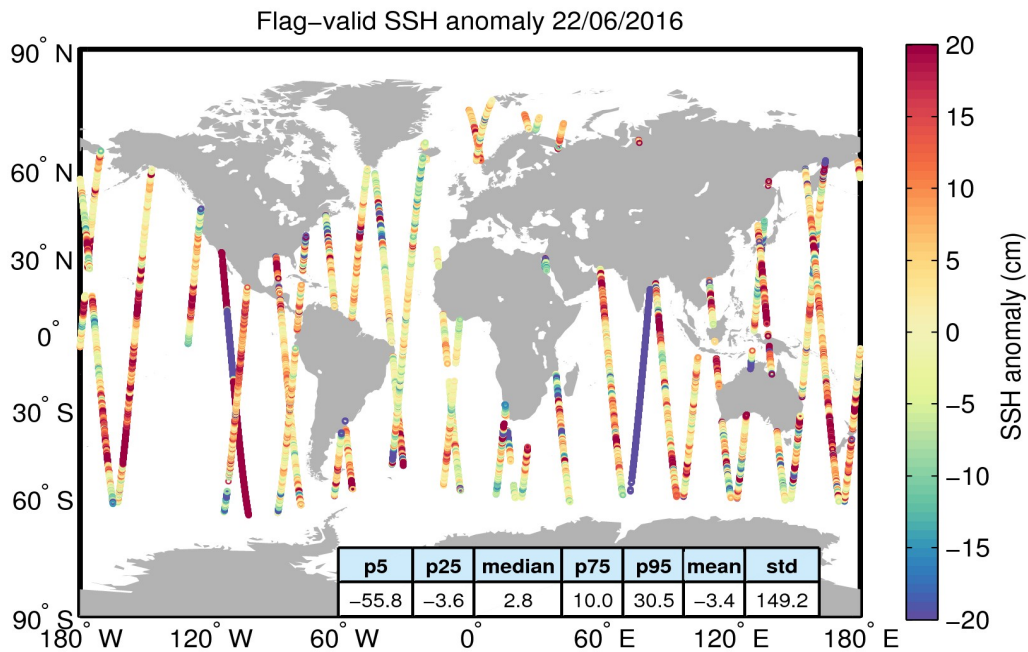 Flag−valid SSH anomaly 22/06/2016
90° N
60° N
30° N
0°
30° S
60° S
90° S
180° W
120° W
60° W
0°
60° E
120° E
180° E
p5 p25 median p75 p95 mean std
−55.8 −3.6 2.8 10.0 30.5 −3.4 149.2
20
15
10
5
0
−5
−10
−15
−20
SSH anomaly (cm)